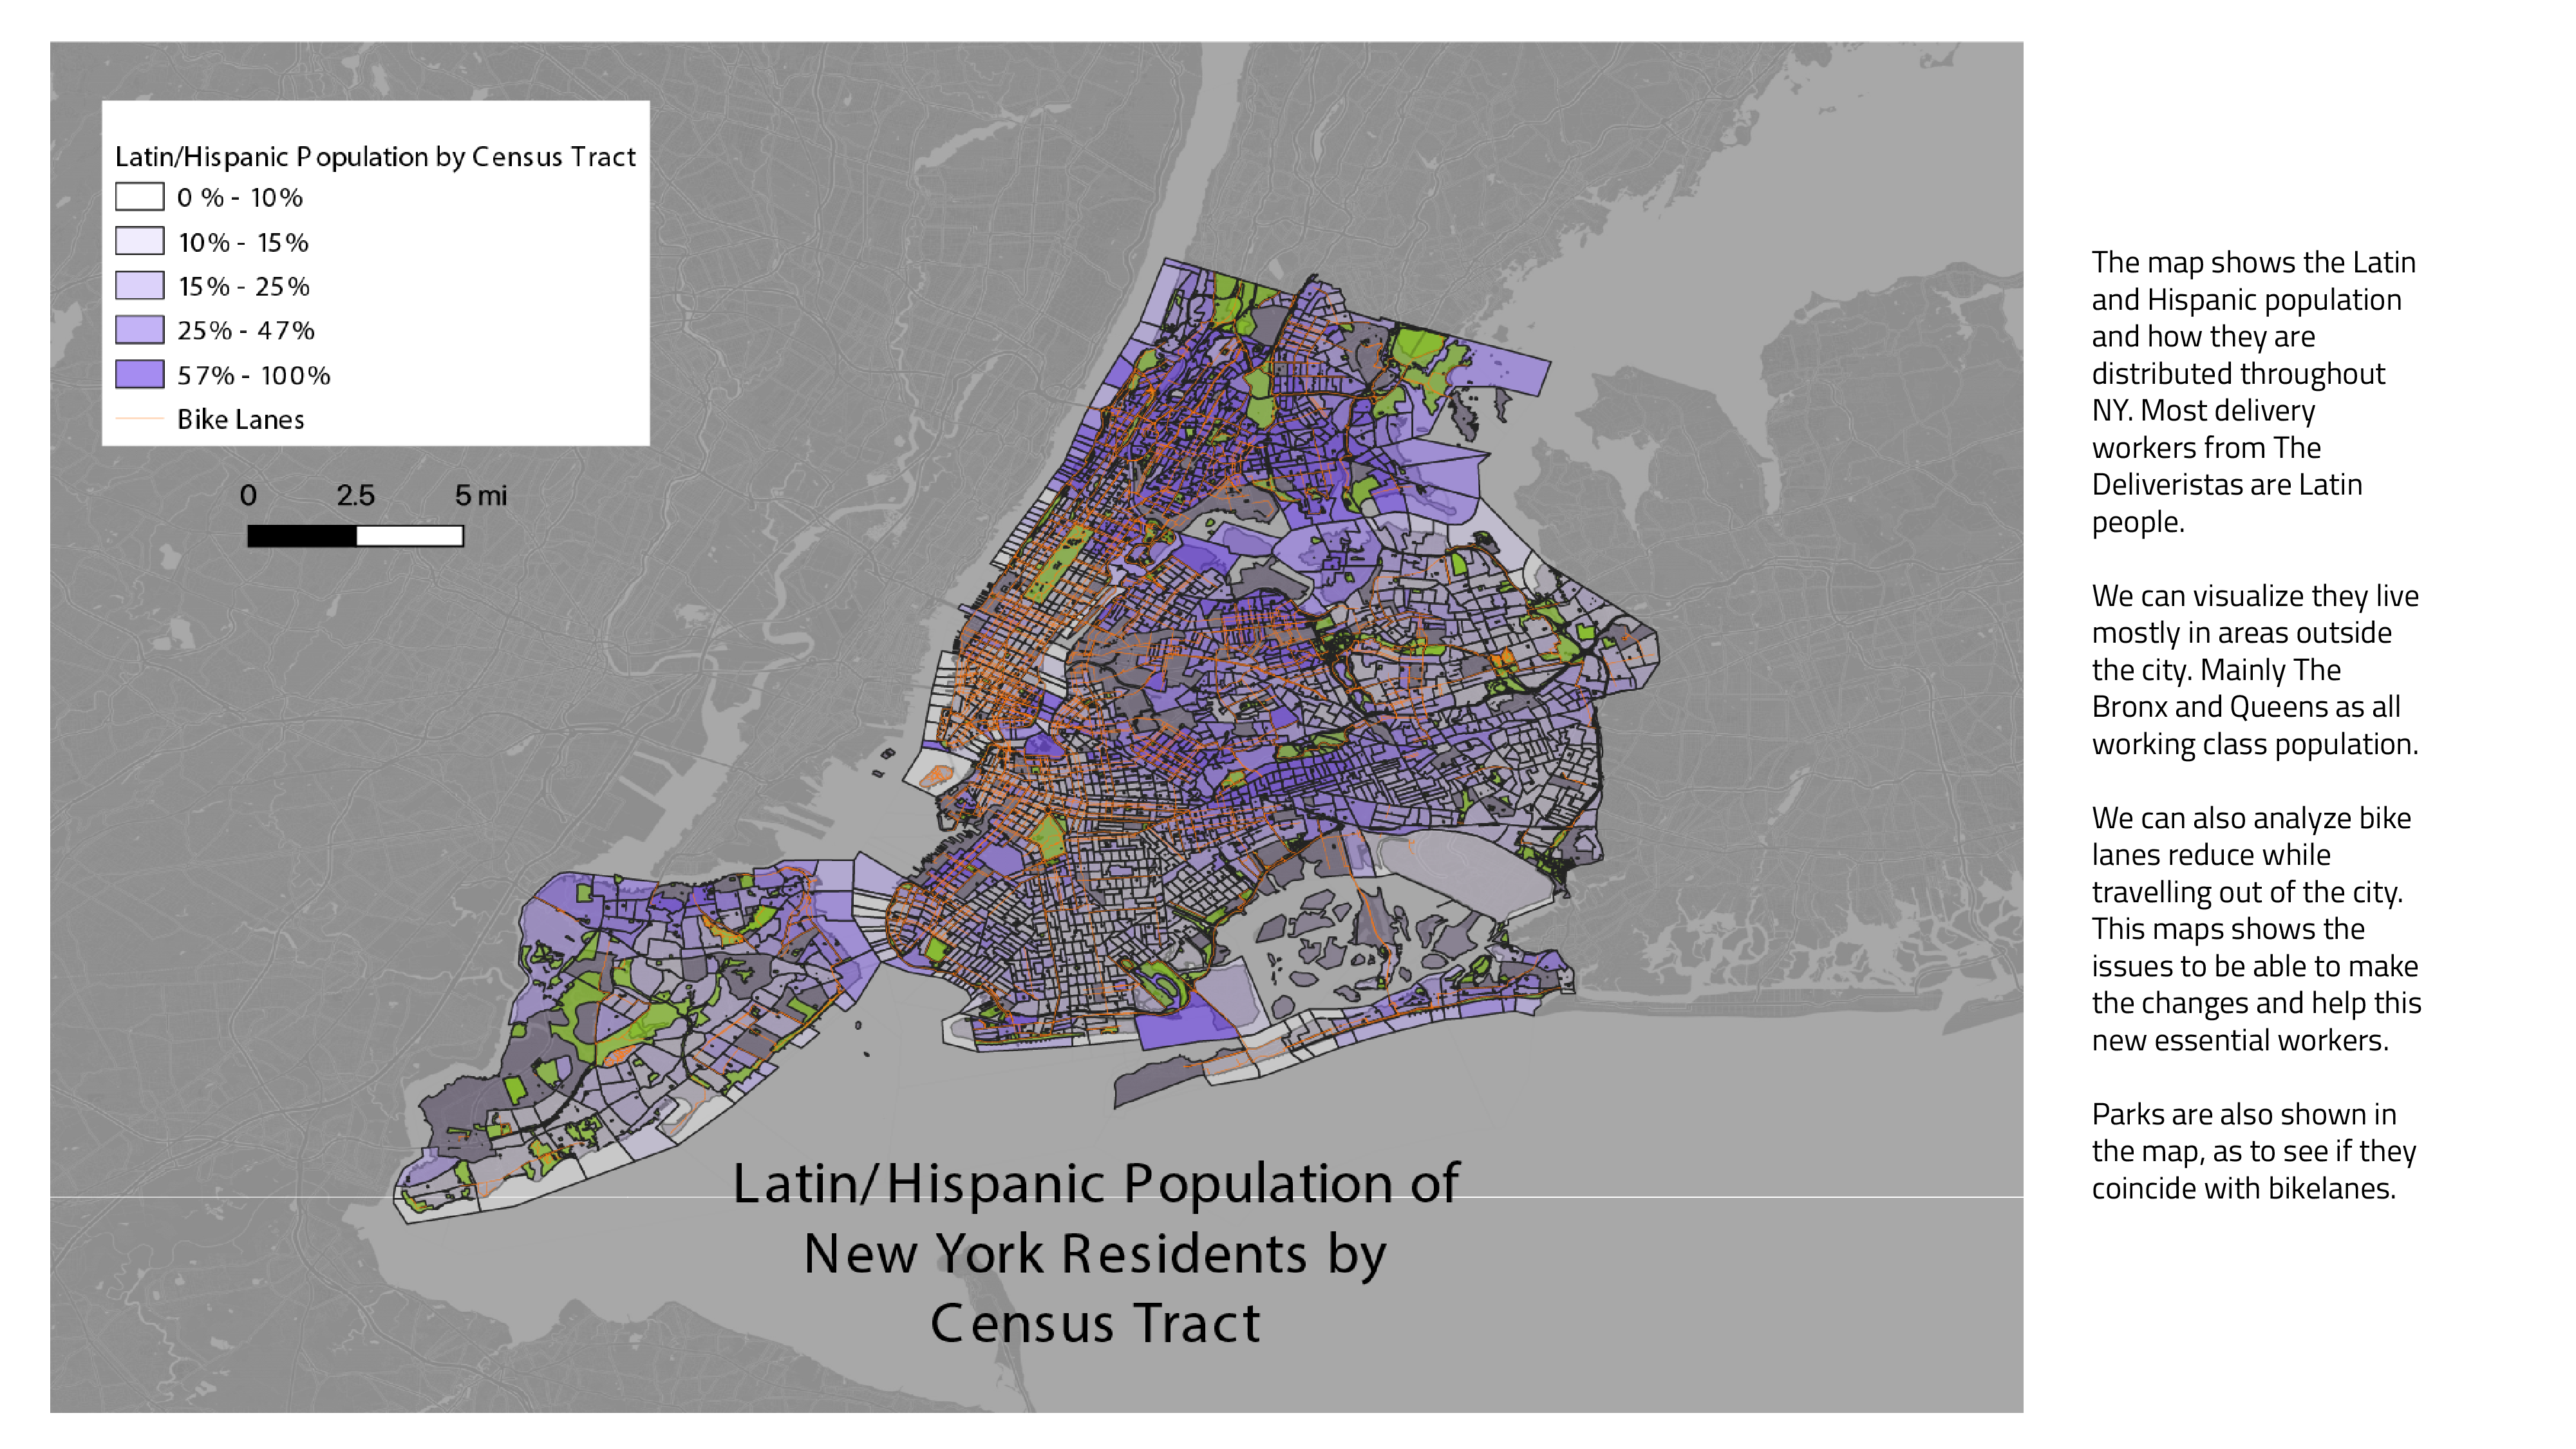 Latin/Hispanic Population by Census Tract
0 % - 10%
10% - 15%
15% - 25%
25% - 47%
57% - 100%
Bike Lanes
0 2.5 5 mi
Latin/Hispanic Population of
New York Residents by
Census Tract
The map shows the Latin
and Hispanic population
and how they are
distributed throughout
NY. Most delivery
workers from The
Deliveristas are Latin
people.
We can visualize they live
mostly in areas outside
the city. Mainly The
Bronx and Queens as all
working class population.
We can also analyze bike
lanes reduce while
travelling out of the city.
This maps shows the
issues to be able to make
the changes and help this
new essential workers.
Parks are also shown in
the map, as to see if they
coincide with bikelanes.